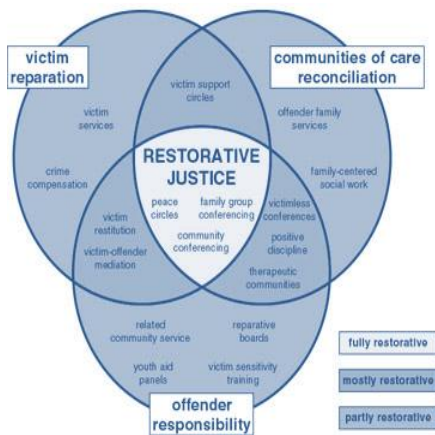 victim
reparation
communities of care
reconciliation
victim support
circles
victim
services
offender family
services
crime
compensation
family-centered
social work
RESTORATIVE
JUSTICE
peace
circles
family group
conferencing
community
conferencing
victim
restitution
victim-offender
mediation
victimless
conferences
positive
discipline
therapeutic
communities
related
community service
reparative
boards
youth aid
panels
victim sensitivity
training
offender
responsibility
fully restorative
mostly restorative
partly restorative